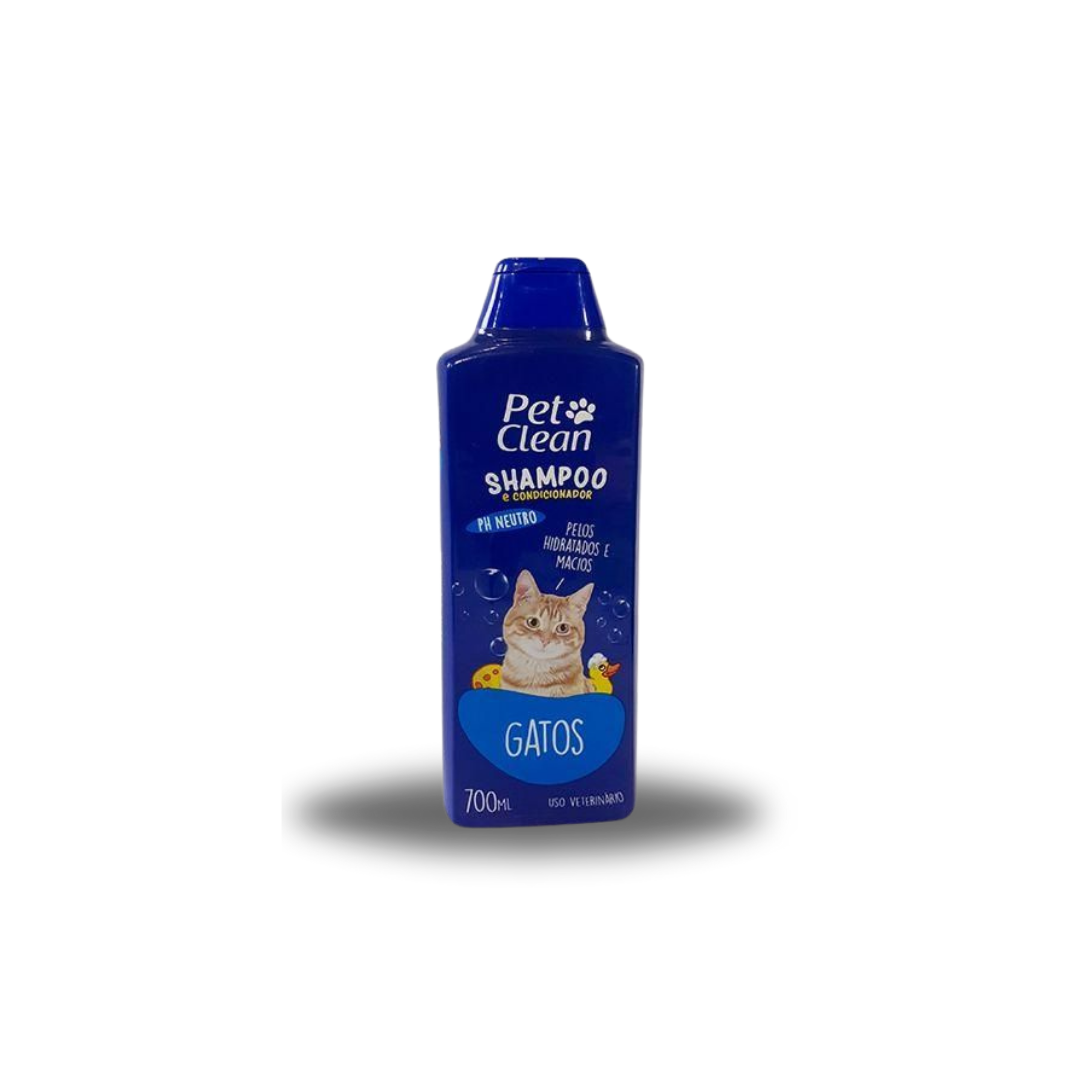 Pet
Clean
SHAMPOO
e CONDICIONADOR
PH NEUTRO
PELOS
HIDRATADOS E
MACIOS
GATOS
700ML
USO VETERINÁRIO